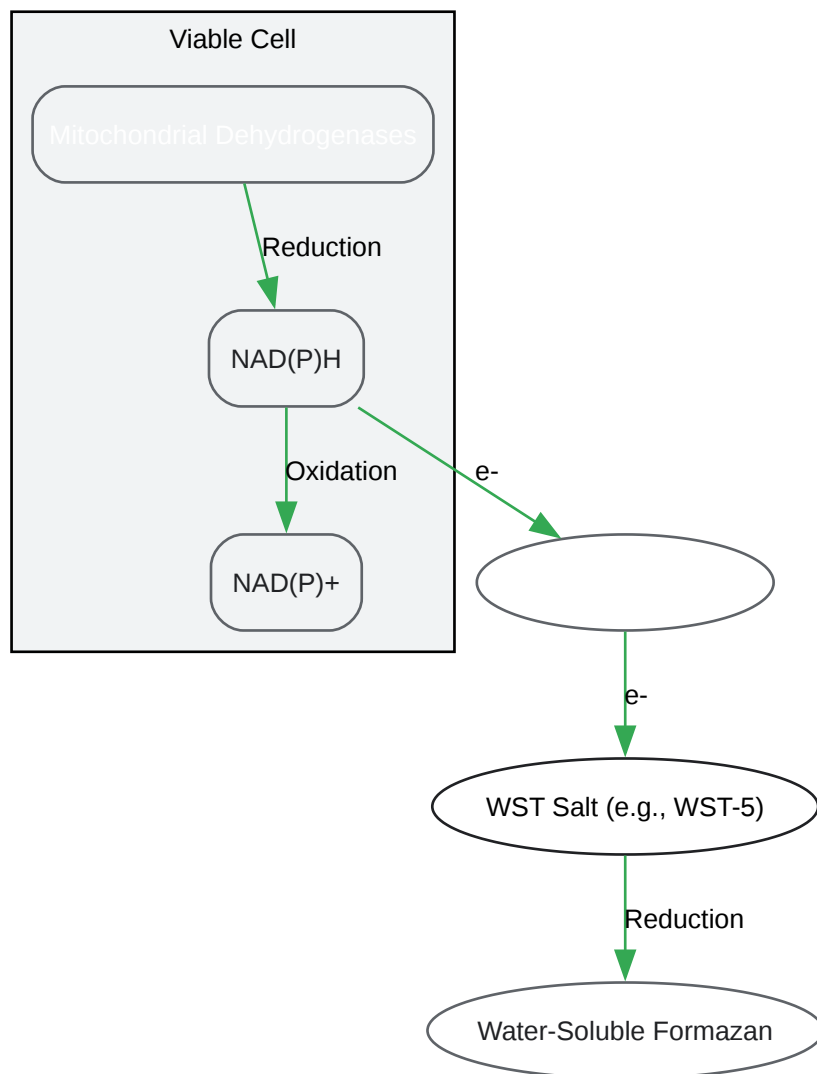 Viable Cell
Mitochondrial Dehydrogenases
Reduction
NAD(P)H
Oxidation
e-
NAD(P)+
e-
WST Salt (e.g., WST-5)
Reduction
Water-Soluble Formazan